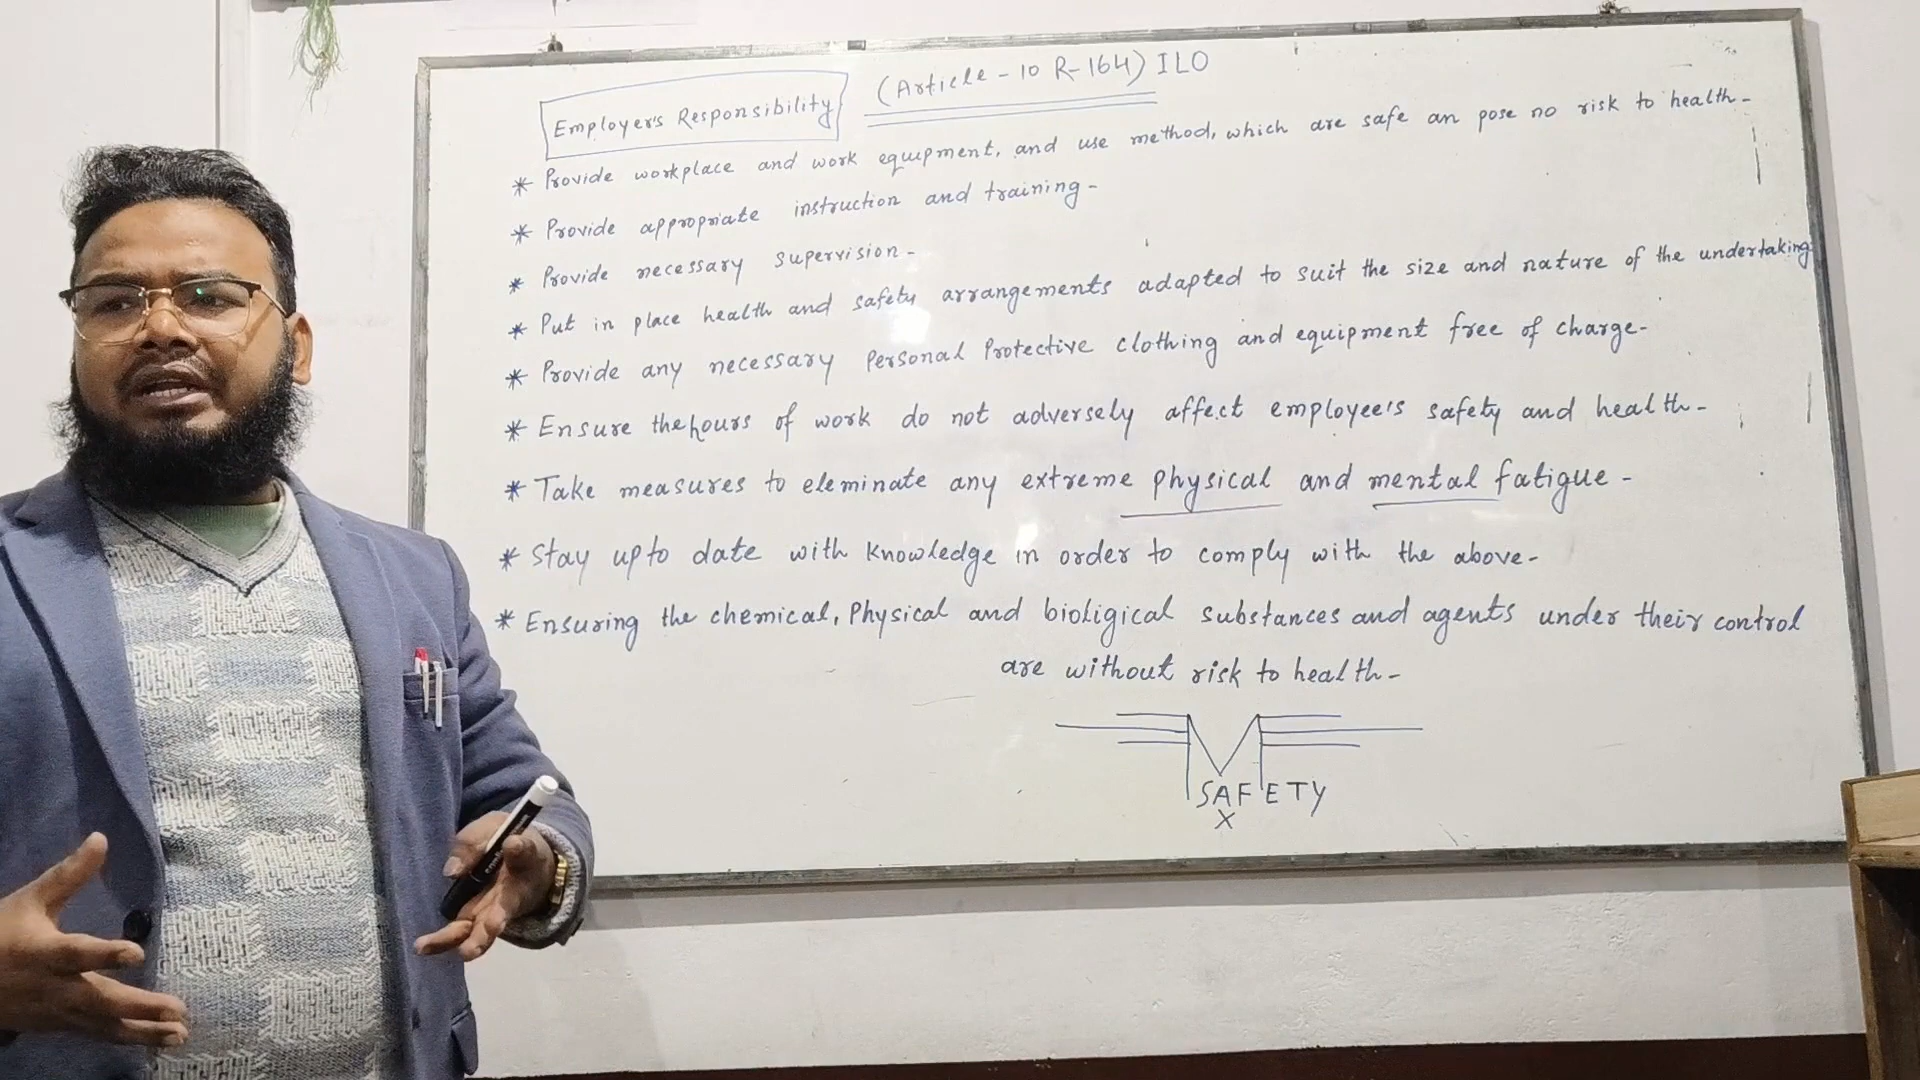 Employer's Responsibility (Article - 10 R-164) ILO
* Provide workplace and work equipment, and use method, which are safe an pose no risk to health-
* Provide appropriate instruction and training-
* Provide necessary supervision-
* Put in place health and safety arrangements adapted to suit the size and nature of the undertaking
* Provide any necessary Personal Protective clothing and equipment free of charge-
* Ensure the hours of work do not adversely affect employee's safety and health-
* Take measures to eleminate any extreme physical and mental fatigue-
* Stay up to date with knowledge in order to comply with the above-
* Ensuring the chemical, Physical and bioligical substances and agents under their control
are without risk to health-
SAFETY
X